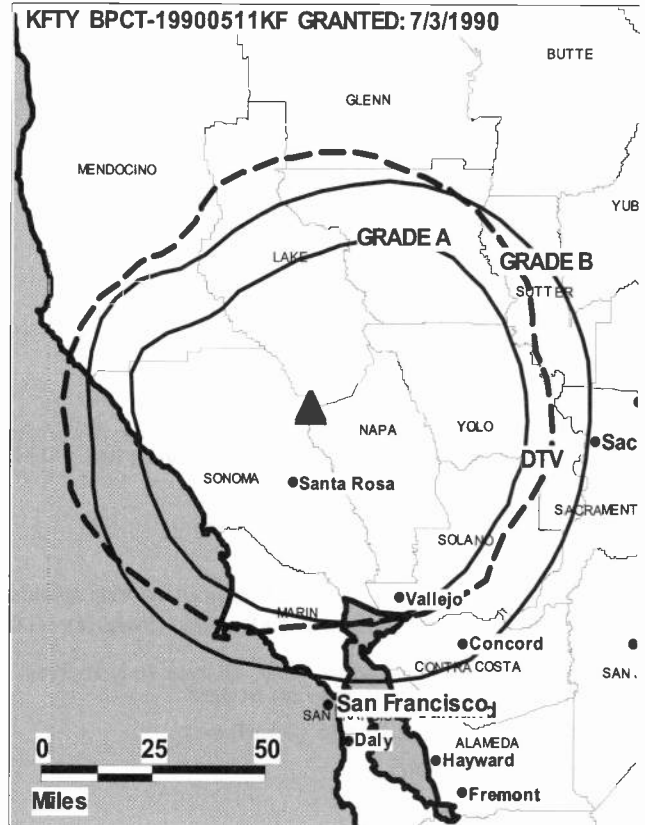 KFTY BPCT-19900511KF GRANTED: 7/3/1990
BUTTE
GLENN
MENDOCINO
YUB
GRADE A
LAKE
GRADE B
SUTTER
NAPA
YOLO
Sac
DTV
SONOMA
Santa Rosa
SACRAMENT
SOLANO
Vallejo
MARIN
Concord
CONTRA COSTA
SAN
San Francisco
SAN
0 25 50
Daly
ALAMEDA
Hayward
Miles
Fremont